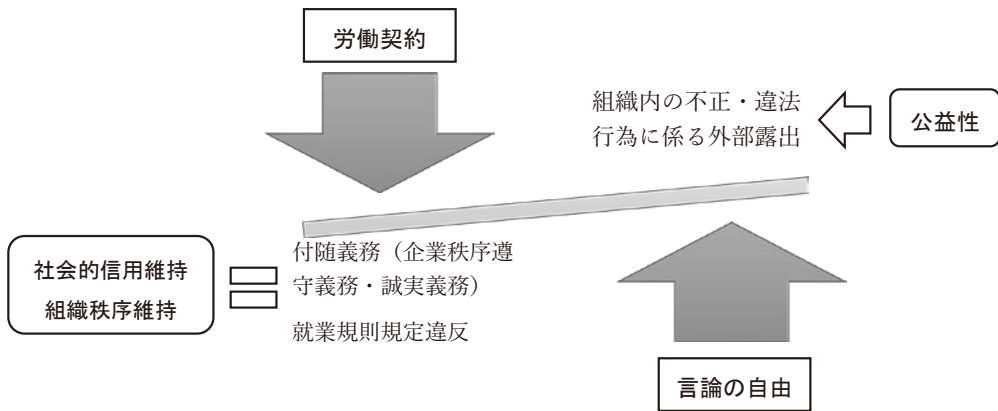 労働契約
組織内の不正・違法
行為に係る外部露出
公益性
社会的信用維持
組織秩序維持
付随義務（企業秩序遵
守義務・誠実義務）
就業規則規定違反
言論の自由